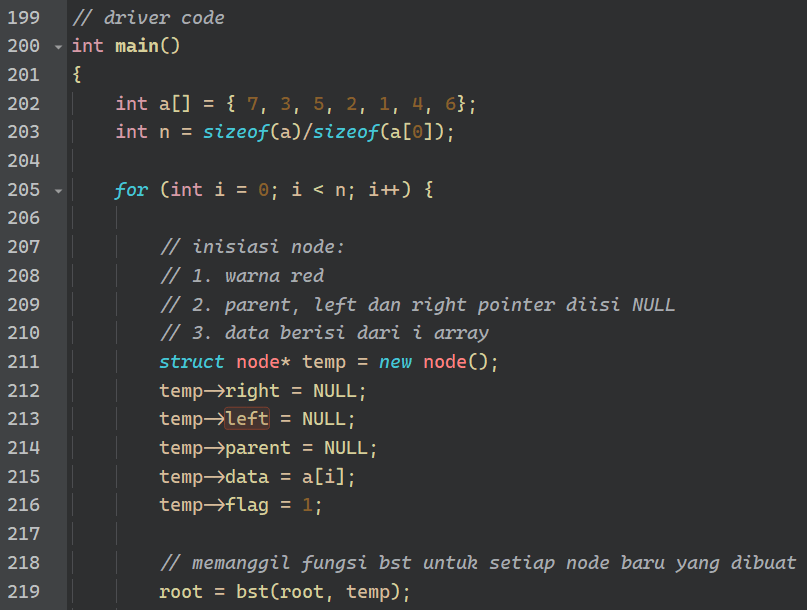 199 // driver code
200 int main()
201 {
202 int a[] = { 7, 3, 5, 2, 1, 4, 6};
203 int n = sizeof(a)/sizeof(a[0]);
204
205 for (int i = 0; i < n; i++) {
206
207 // inisiasi node:
208 // 1. warna red
209 // 2. parent, left dan right pointer diisi NULL
210 // 3. data berisi dari i array
211 struct node* temp = new node();
212 temp->right = NULL;
213 temp->left = NULL;
214 temp->parent = NULL;
215 temp->data = a[i];
216 temp->flag = 1;
217
218 // memanggil fungsi bst untuk setiap node baru yang dibuat
219 root = bst(root, temp);